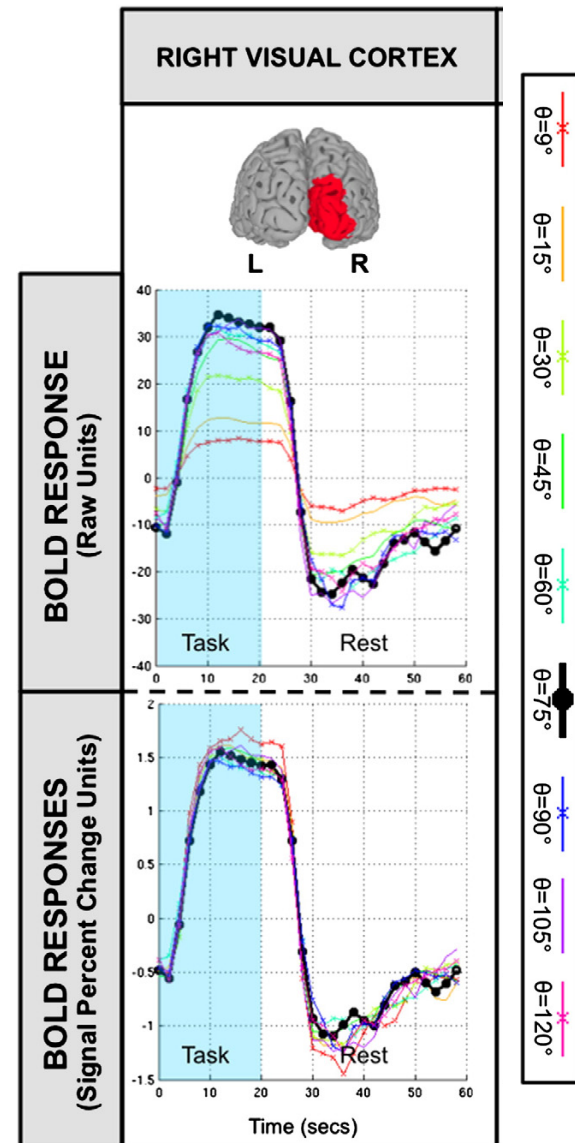 RIGHT VISUAL CORTEX
L R
BOLD RESPONSE
(Raw Units)
40
30
20
10
0
-10
-20
-30
-40
Task Rest
0 10 20 30 40 50 60
BOLD RESPONSES
(Signal Percent Change Units)
2
1.5
1
0.5
0
-0.5
-1
-1.5
Task Rest
0 10 20 30 40 50 60
Time (secs)
θ=9°
θ=15°
θ=30°
θ=45°
θ=60°
θ=75°
θ=90°
θ=105°
θ=120°